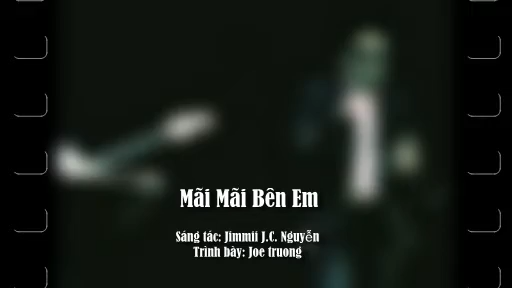 Mãi Mãi Bên Em
Sáng tác: Jimmii J.C. Nguyễn
Trình bày: Joe truong